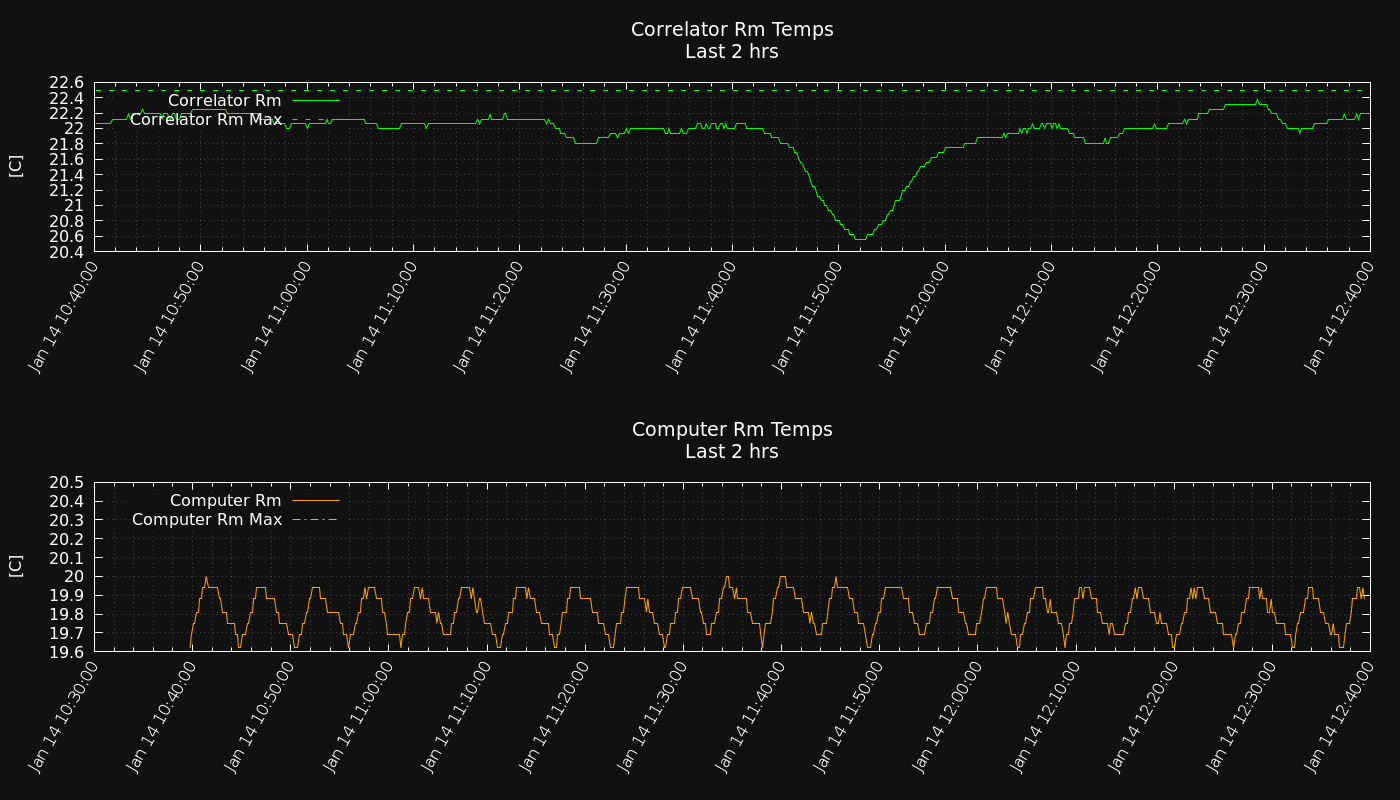 Correlator Rm Temps
Last 2 hrs
[C]
22.6
22.4
22.2
22
21.8
21.6
21.4
21.2
21
20.8
20.6
20.4
Correlator Rm
Correlator Rm Max
Jan 14 10:40:00
Jan 14 10:50:00
Jan 14 11:00:00
Jan 14 11:10:00
Jan 14 11:20:00
Jan 14 11:30:00
Jan 14 11:40:00
Jan 14 11:50:00
Jan 14 12:00:00
Jan 14 12:10:00
Jan 14 12:20:00
Jan 14 12:30:00
Jan 14 12:40:00
Computer Rm Temps
Last 2 hrs
[C]
20.5
20.4
20.3
20.2
20.1
20
19.9
19.8
19.7
19.6
Computer Rm
Computer Rm Max
Jan 14 10:30:00
Jan 14 10:40:00
Jan 14 10:50:00
Jan 14 11:00:00
Jan 14 11:10:00
Jan 14 11:20:00
Jan 14 11:30:00
Jan 14 11:40:00
Jan 14 11:50:00
Jan 14 12:00:00
Jan 14 12:10:00
Jan 14 12:20:00
Jan 14 12:30:00
Jan 14 12:40:00